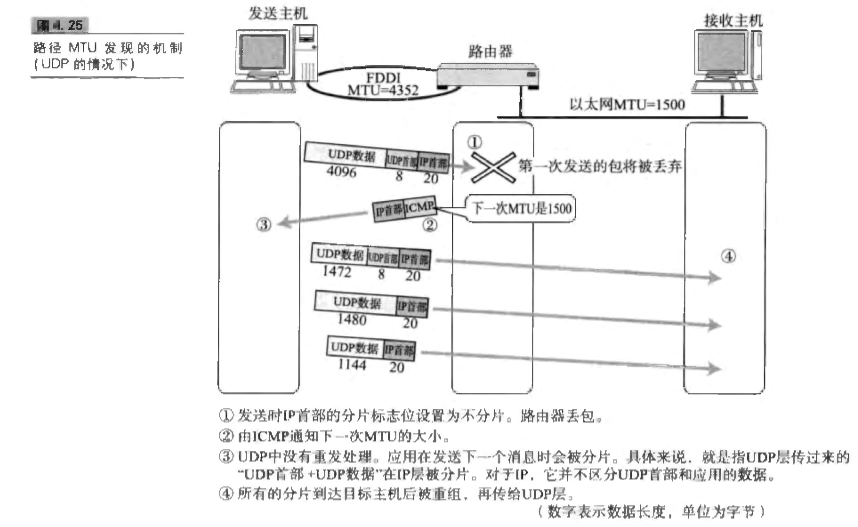 图4.25
路径 MTU 发现的机制
(UDP的情况下)
发送主机
接收主机
路由器
FDDI
MTU=4352
以太网MTU=1500
①
UDP数据 UDP首部 IP首部
4096 8 20
第一次发送的包将被丢弃
IP首部 ICMP
下一次MTU是1500
②
③
④
UDP数据 UDP首部 IP首部
1472 8 20
UDP数据 IP首部
1480 20
UDP数据 IP首部
1144 20
① 发送时IP首部的分片标志位设置为不分片。路由器丢包。
② 由ICMP通知下一次MTU的大小。
③ UDP中没有重发处理。应用在发送下一个消息时会被分片。具体来说，就是指UDP层传过来的
“UDP首部+UDP数据”在IP层被分片。对于IP，它并不区分UDP首部和应用的数据。
④ 所有的分片到达目标主机后被重组，再传给UDP层。
（数字表示数据长度，单位为字节）